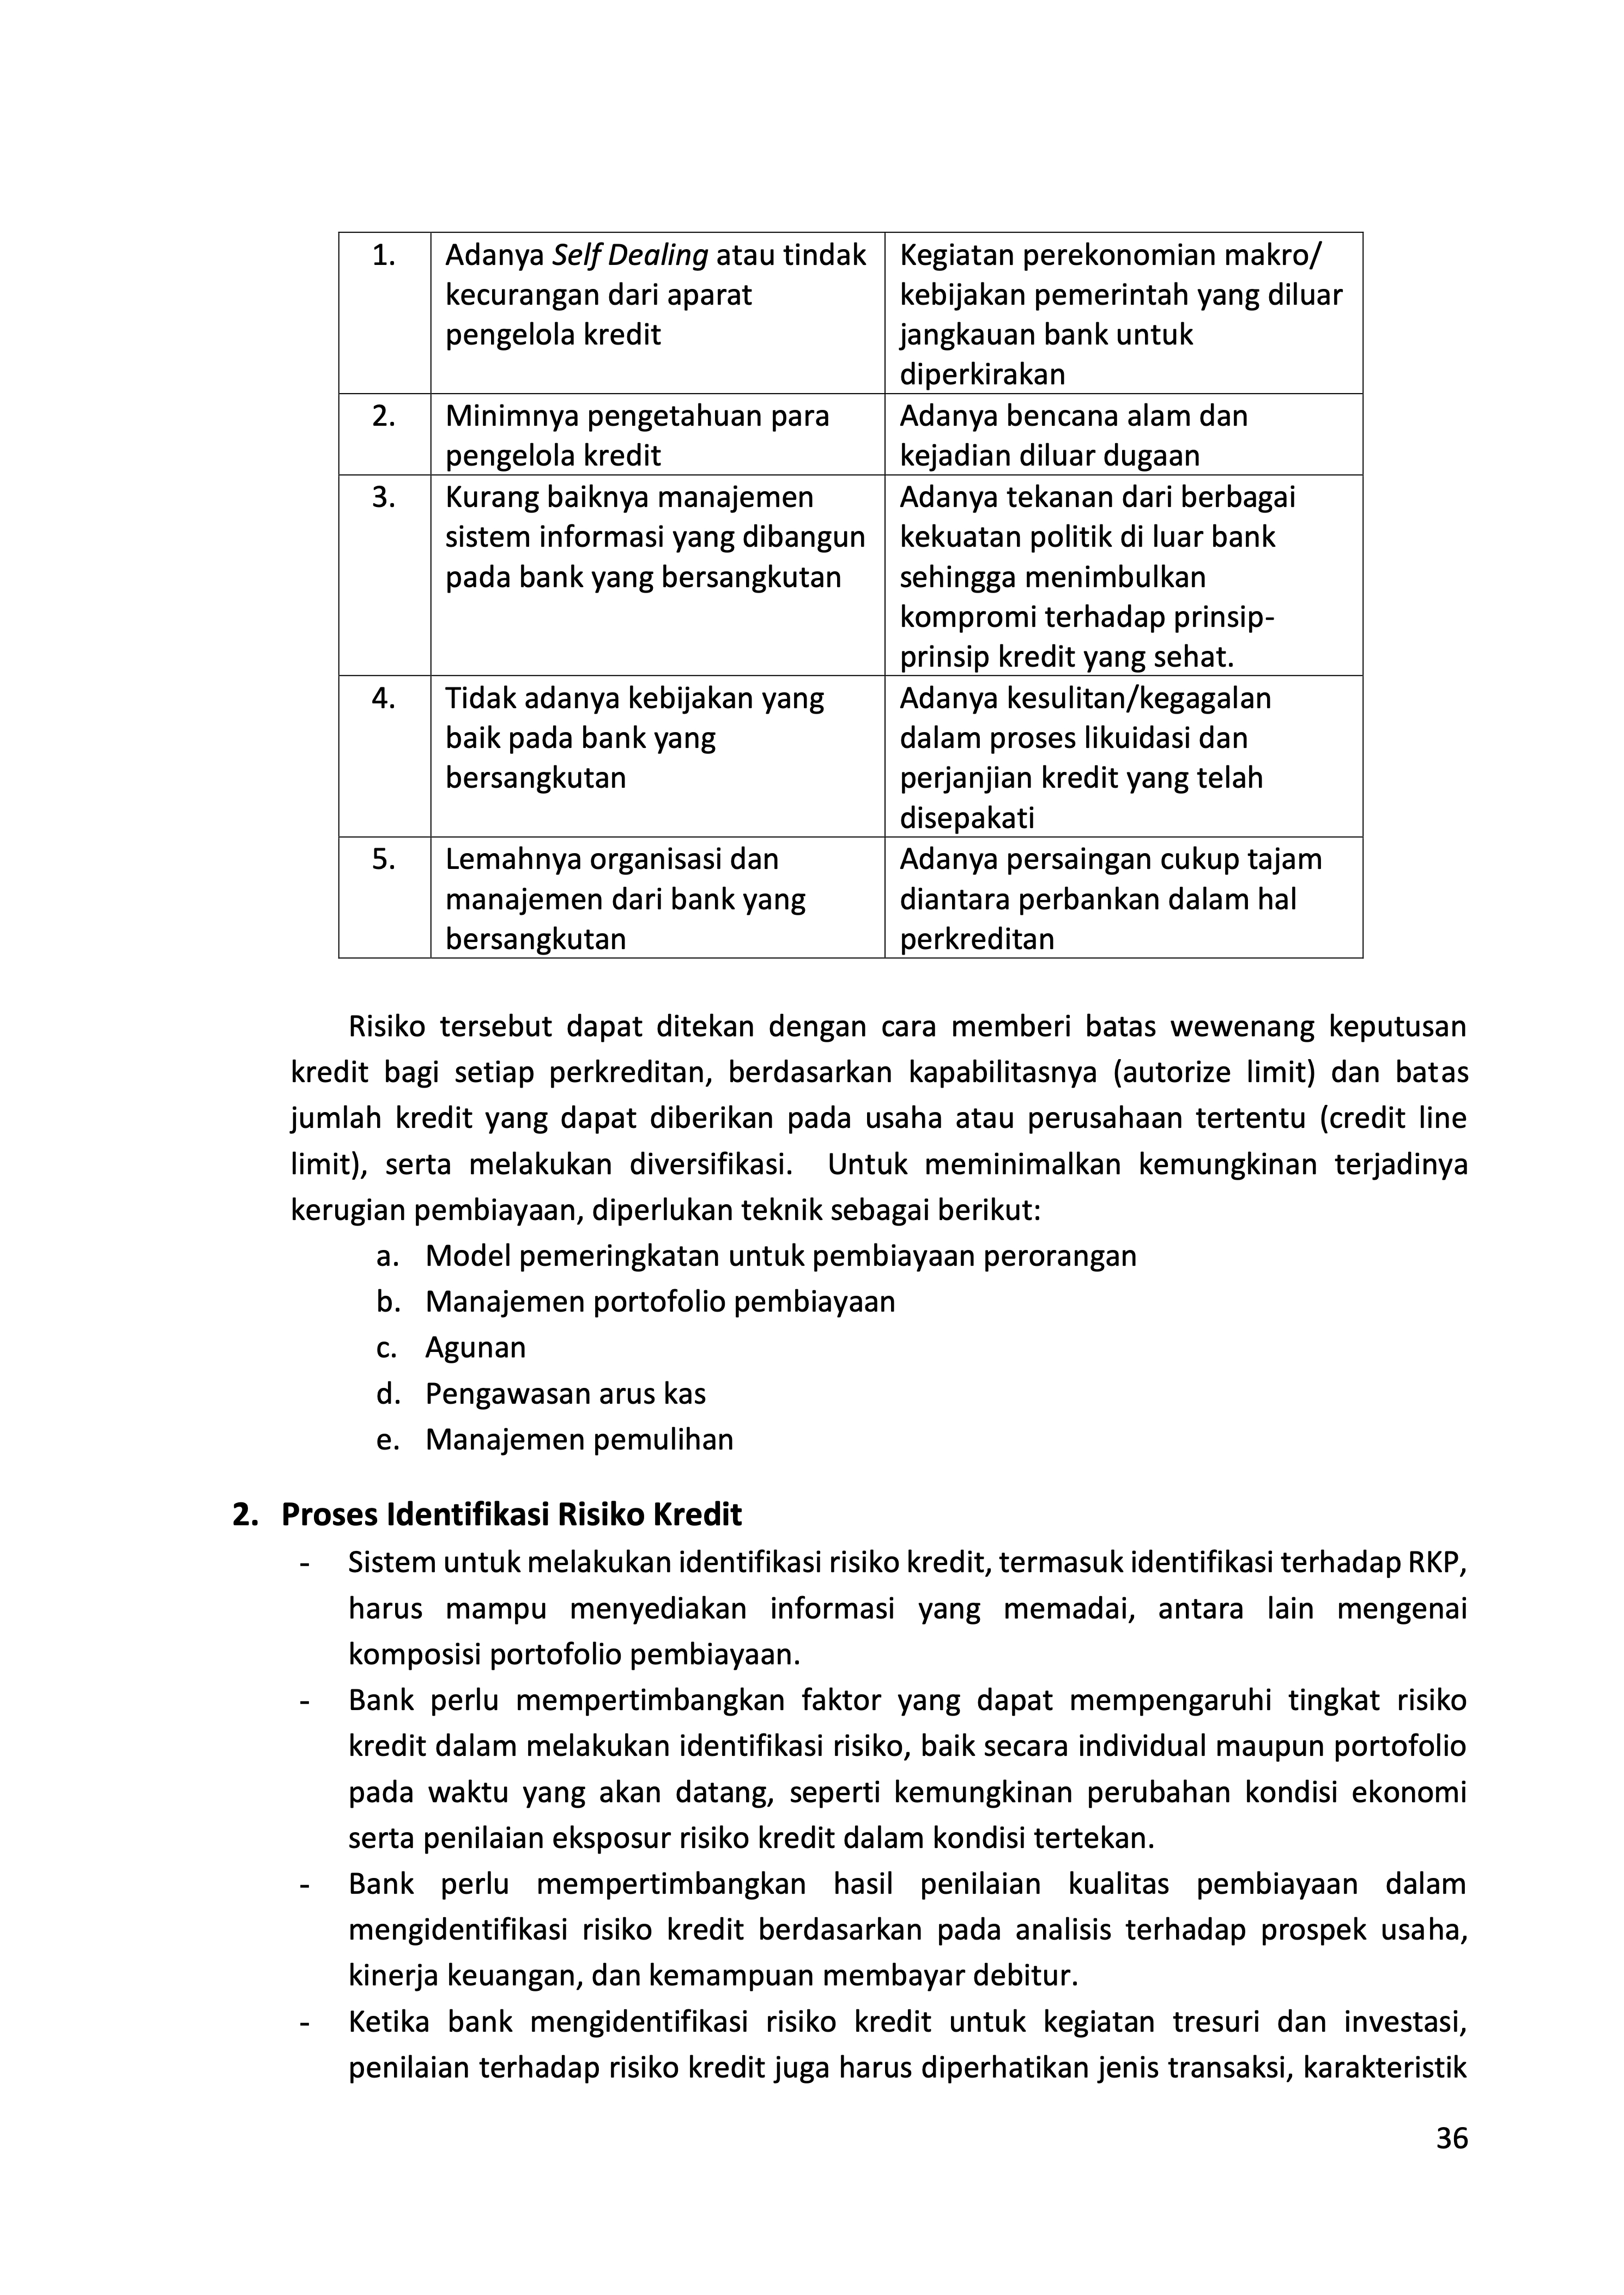 1.
Adanya Self Dealing atau tindak
kecurangan dari aparat
pengelola kredit
Kegiatan perekonomian makro/
kebijakan pemerintah yang diluar
jangkauan bank untuk
diperkirakan
2.
Minimnya pengetahuan para
pengelola kredit
Adanya bencana alam dan
kejadian diluar dugaan
3.
Kurang baiknya manajemen
sistem informasi yang dibangun
pada bank yang bersangkutan
Adanya tekanan dari berbagai
kekuatan politik di luar bank
sehingga menimbulkan
kompromi terhadap prinsip-
prinsip kredit yang sehat.
4.
Tidak adanya kebijakan yang
baik pada bank yang
bersangkutan
Adanya kesulitan/kegagalan
dalam proses likuidasi dan
perjanjian kredit yang telah
disepakati
5.
Lemahnya organisasi dan
manajemen dari bank yang
bersangkutan
Adanya persaingan cukup tajam
diantara perbankan dalam hal
perkreditan
Risiko tersebut dapat ditekan dengan cara memberi batas wewenang keputusan
kredit bagi setiap perkreditan, berdasarkan kapabilitasnya (autorize limit) dan batas
jumlah kredit yang dapat diberikan pada usaha atau perusahaan tertentu (credit line
limit), serta melakukan diversifikasi. Untuk meminimalkan kemungkinan terjadinya
kerugian pembiayaan, diperlukan teknik sebagai berikut:
a. Model pemeringkatan untuk pembiayaan perorangan
b. Manajemen portofolio pembiayaan
c. Agunan
d. Pengawasan arus kas
e. Manajemen pemulihan
2. Proses Identifikasi Risiko Kredit
- Sistem untuk melakukan identifikasi risiko kredit, termasuk identifikasi terhadap RKP,
harus mampu menyediakan informasi yang memadai, antara lain mengenai
komposisi portofolio pembiayaan.
- Bank perlu mempertimbangkan faktor yang dapat mempengaruhi tingkat risiko
kredit dalam melakukan identifikasi risiko, baik secara individual maupun portofolio
pada waktu yang akan datang, seperti kemungkinan perubahan kondisi ekonomi
serta penilaian eksposur risiko kredit dalam kondisi tertekan.
- Bank perlu mempertimbangkan hasil penilaian kualitas pembiayaan dalam
mengidentifikasi risiko kredit berdasarkan pada analisis terhadap prospek usaha,
kinerja keuangan, dan kemampuan membayar debitur.
- Ketika bank mengidentifikasi risiko kredit untuk kegiatan tresuri dan investasi,
penilaian terhadap risiko kredit juga harus diperhatikan jenis transaksi, karakteristik
36